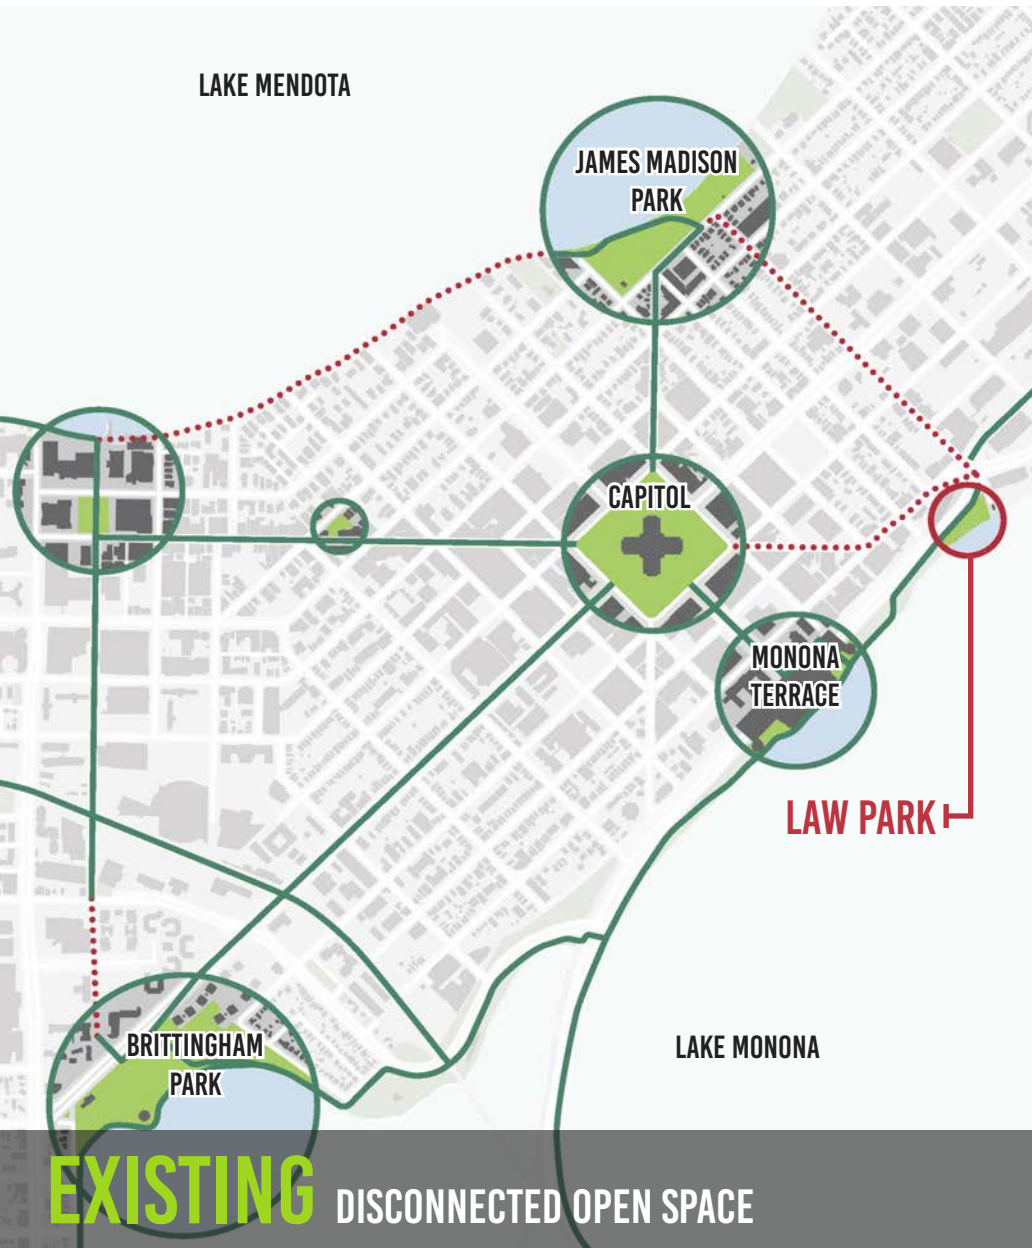 LAKE MENDOTA
JAMES MADISON
PARK
CAPITOL
MONONA
TERRACE
LAW PARK
BRITTINGHAM
PARK
LAKE MONONA
EXISTING DISCONNECTED OPEN SPACE